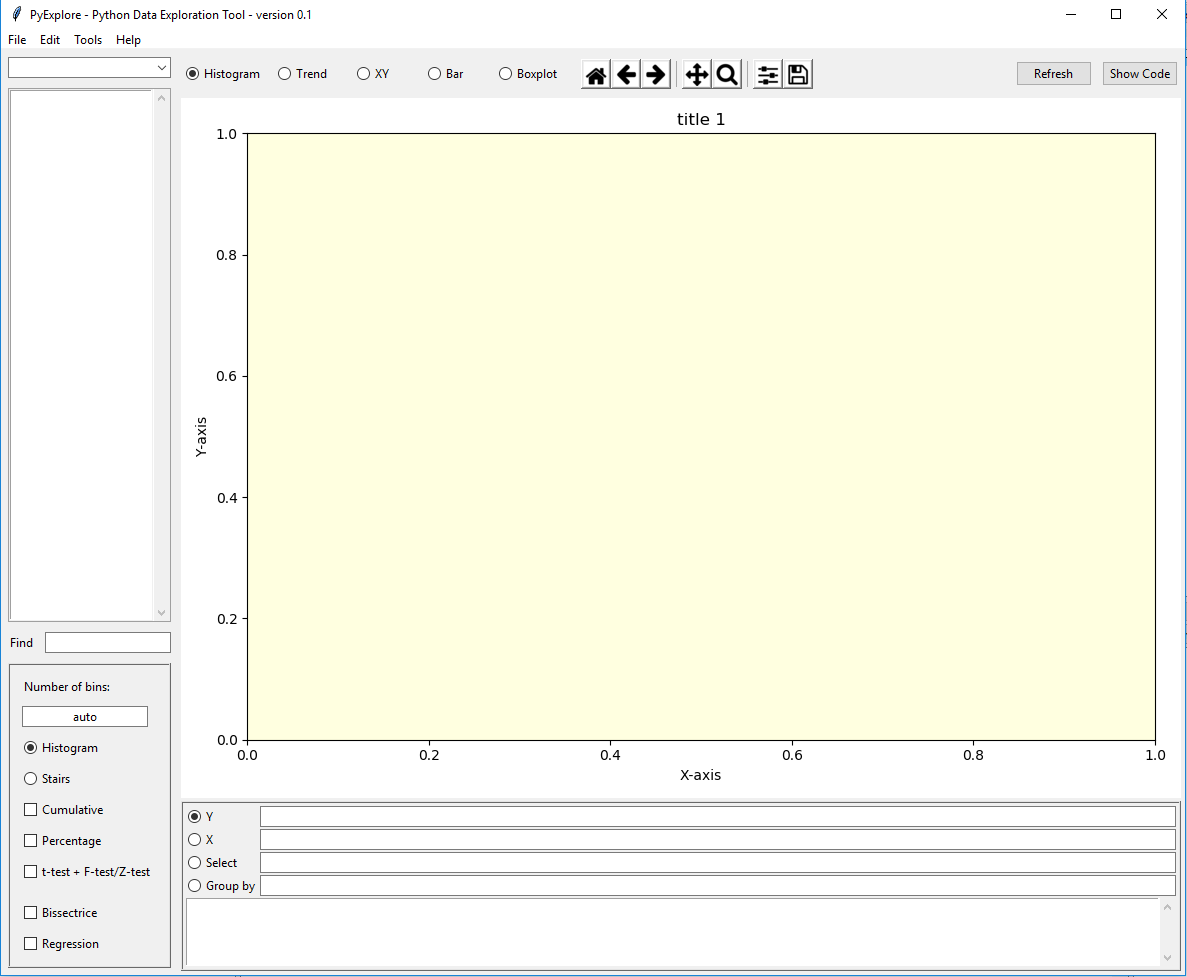 PyExplore - Python Data Exploration Tool - version 0.1
File Edit Tools Help
Histogram Trend XY Bar Boxplot Refresh Show Code
title 1
1.0
0.8
0.6
Y-axis
0.4
0.2
0.0
0.0 0.2 0.4 0.6 0.8 1.0
X-axis
Find
Number of bins:
auto
Histogram
Stairs
Cumulative
Percentage
t-test + F-test/Z-test
Bissectrice
Regression
Y
X
Select
Group by